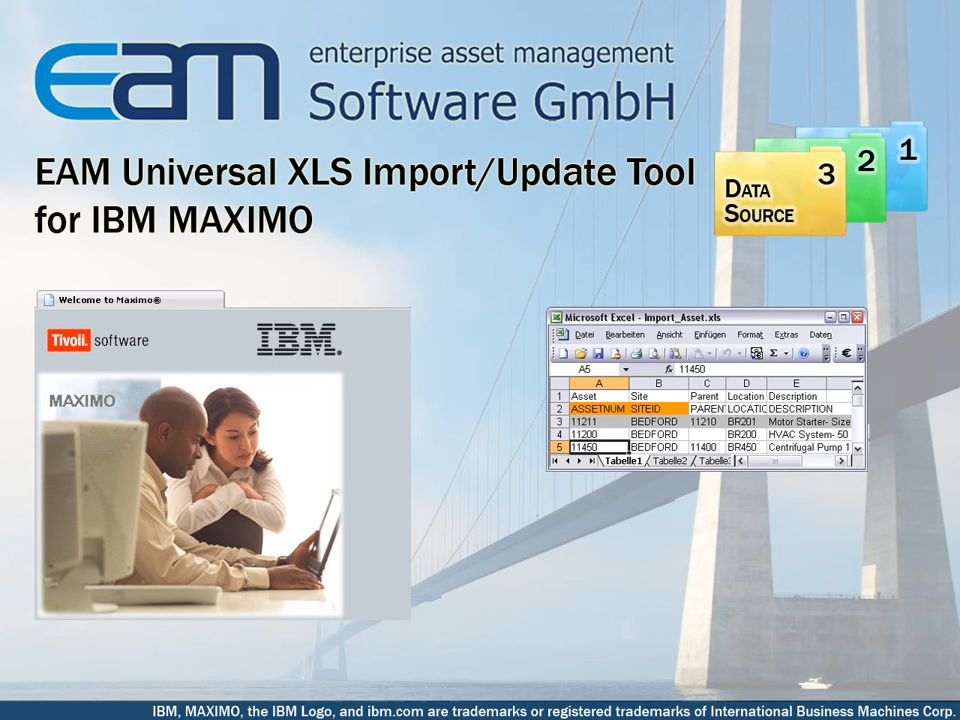 eam enterprise asset management
Software GmbH
EAM Universal XLS Import/Update Tool
for IBM MAXIMO
1
2
3
DATA
SOURCE
Welcome to Maximo®
Tivoli. software
IBM.
MAXIMO
Microsoft Excel - Import_Asset.xls
Datei Bearbeiten Ansicht Einfügen Format Extras Daten
A5 fx 11450
A B C D E
1 Asset Site Parent Location Description
2 ASSETNUM SITEID PARENT LOCATIC DESCRIPTION
3 11211 BEDFORD 11210 BR201 Motor Starter- Size
4 11200 BEDFORD BR200 HVAC System- 50
5 11450 BEDFORD 11400 BR450 Centrifugal Pump 1
Tabelle1 Tabelle2 Tabelle3
IBM, MAXIMO, the IBM Logo, and ibm.com are trademarks or registered trademarks of International Business Machines Corp.